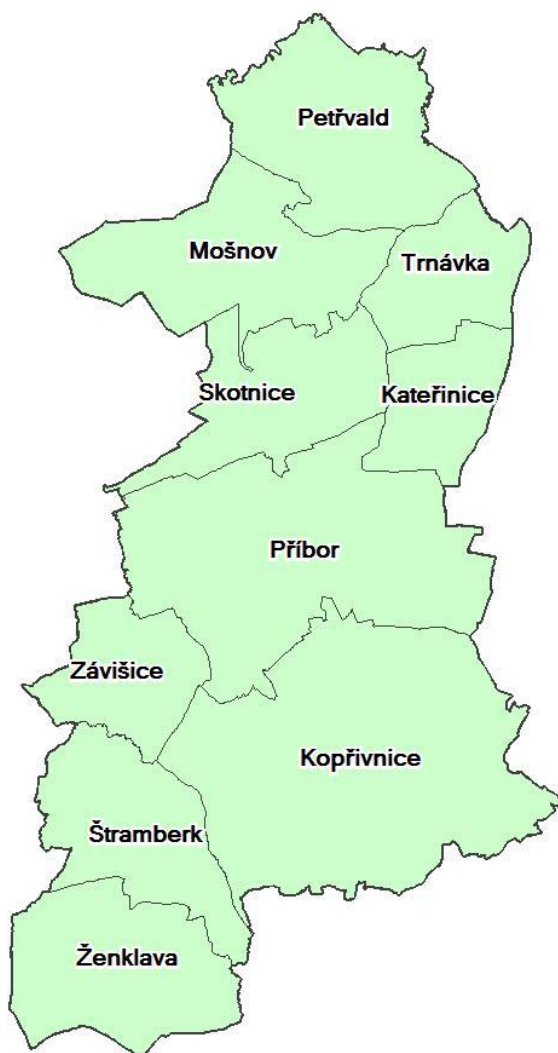 Petřvald
Mošnov
Trnávka
Skotnice
Kateřinice
Příbor
Závišice
Kopřivnice
Štramberk
Ženklava